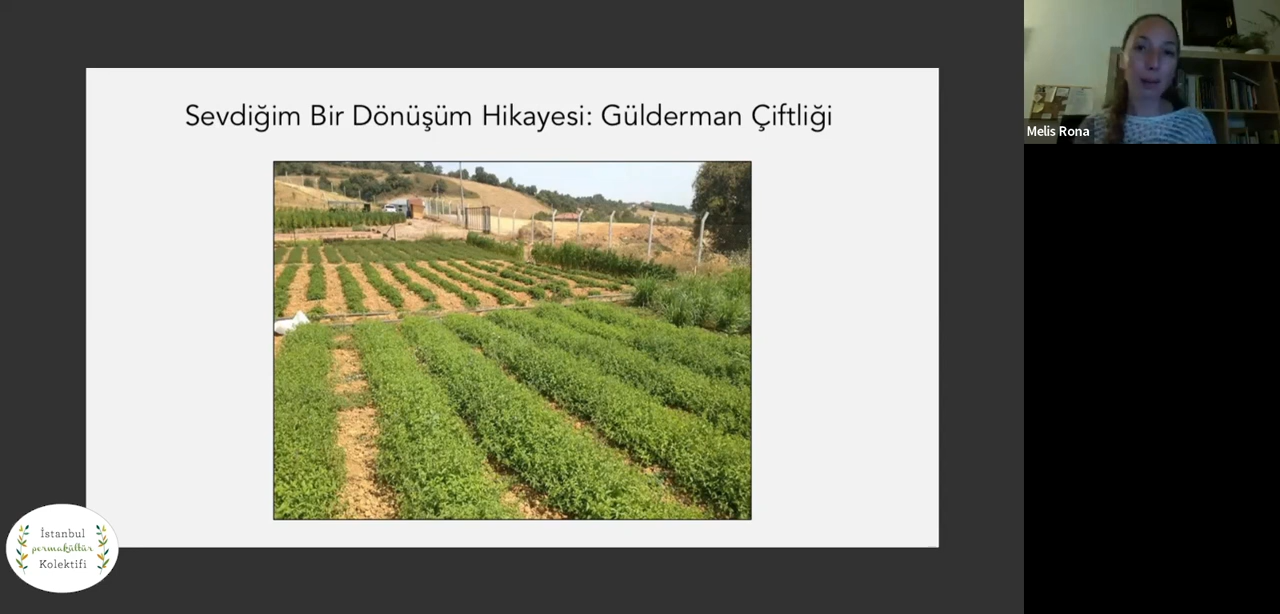 Sevdiğim Bir Dönüşüm Hikayesi: Gülderman Çiftliği
Melis Rona
İstanbul
permakültür
Kolektifi